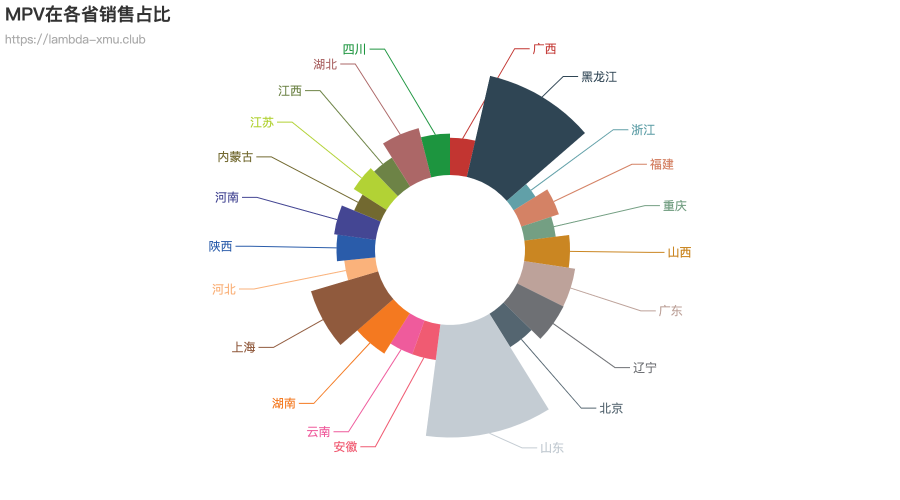 MPV在各省销售占比
https://lambda-xmu.club
四川
广西
湖北
黑龙江
江西
江苏
浙江
内蒙古
福建
河南
重庆
陕西
山西
河北
广东
上海
辽宁
湖南
北京
云南
安徽
山东